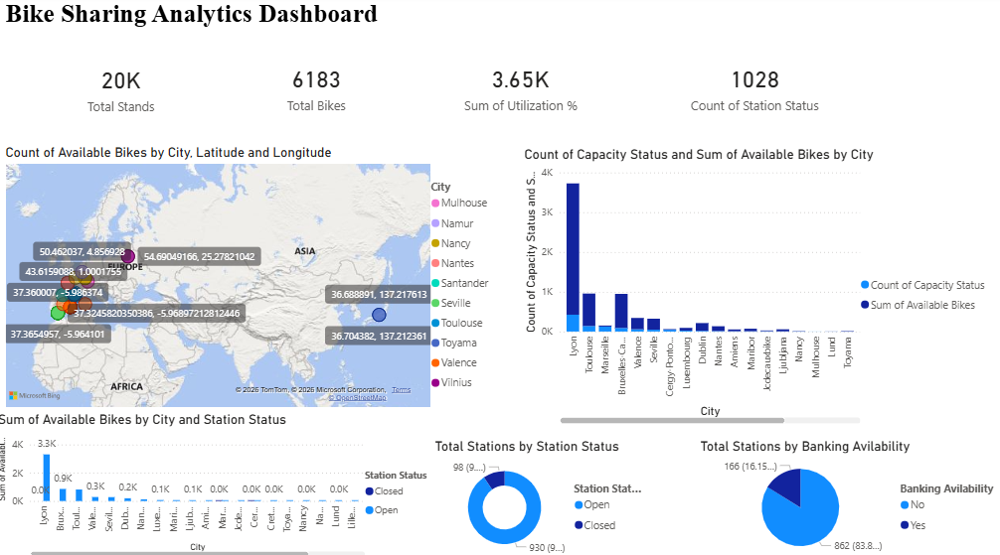 Bike Sharing Analytics Dashboard
20K
Total Stands
6183
Total Bikes
3.65K
Sum of Utilization %
1028
Count of Station Status
Count of Available Bikes by City, Latitude and Longitude
50.462037, 4.856928
54.69049166, 25.27821042
EUROPE
ASIA
43.6159088, 1.0001755
37.360007, -5.986374
36.688891, 137.217613
37.3245820350386, -5.96897212812446
37.3654957, -5.964101
36.704382, 137.212361
AFRICA
Microsoft Bing
© 2026 TomTom, © 2026 Microsoft Corporation, Terms
© OpenStreetMap
City
Mulhouse
Namur
Nancy
Nantes
Santander
Seville
Toulouse
Toyama
Valence
Vilnius
Count of Capacity Status and Sum of Available Bikes by City
Count of Capacity Status and S...
4K
3K
2K
1K
0K
Lyon
Toulouse
Marseille
Bruxelles-Ca...
Valence
Seville
Cergy-Ponto...
Luxembourg
Dublin
Nantes
Amiens
Maribor
Jcdecauxbike
Ljubljana
Nancy
Mulhouse
Lund
Toyama
City
Count of Capacity Status
Sum of Available Bikes
Sum of Available Bikes by City and Station Status
Sum of Availabl...
4K
2K
0K
3.3K
0.0K
0.9K
0.3K
0.2K
0.1K
0.1K
0.0K
0.0K
0.0K
0.0K
Lyon
Brux...
Toul...
Vale...
Sevil...
Dub...
Nan...
Luxe...
Mari...
Ljub...
Ami...
Mar...
Jcde...
Cer...
Cret...
Toya...
Nancy
Na...
Lund
Lille...
City
Station Status
Closed
Open
Total Stations by Station Status
98 (9....)
930 (9...)
Station Stat...
Open
Closed
Total Stations by Banking Avilability
166 (16.15...)
862 (83.8...)
Banking Avilability
No
Yes